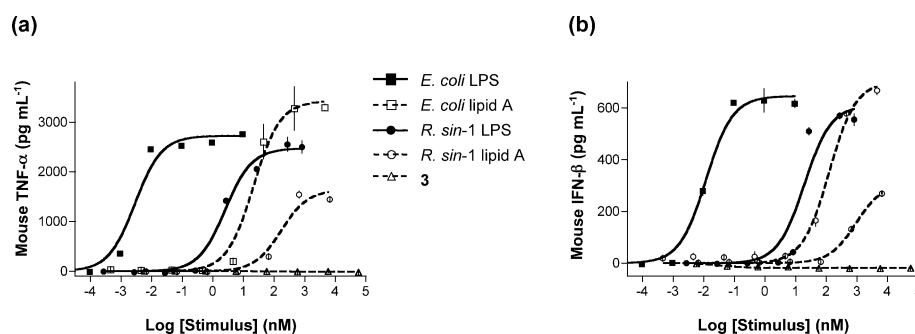 (a)
Mouse TNF-α (pg mL⁻¹)
3000
2000
1000
0
-4 -3 -2 -1 0 1 2 3 4 5
Log [Stimulus] (nM)
E. coli LPS
E. coli lipid A
R. sin-1 LPS
R. sin-1 lipid A
3
(b)
Mouse IFN-β (pg mL⁻¹)
600
400
200
0
-4 -3 -2 -1 0 1 2 3 4 5
Log [Stimulus] (nM)